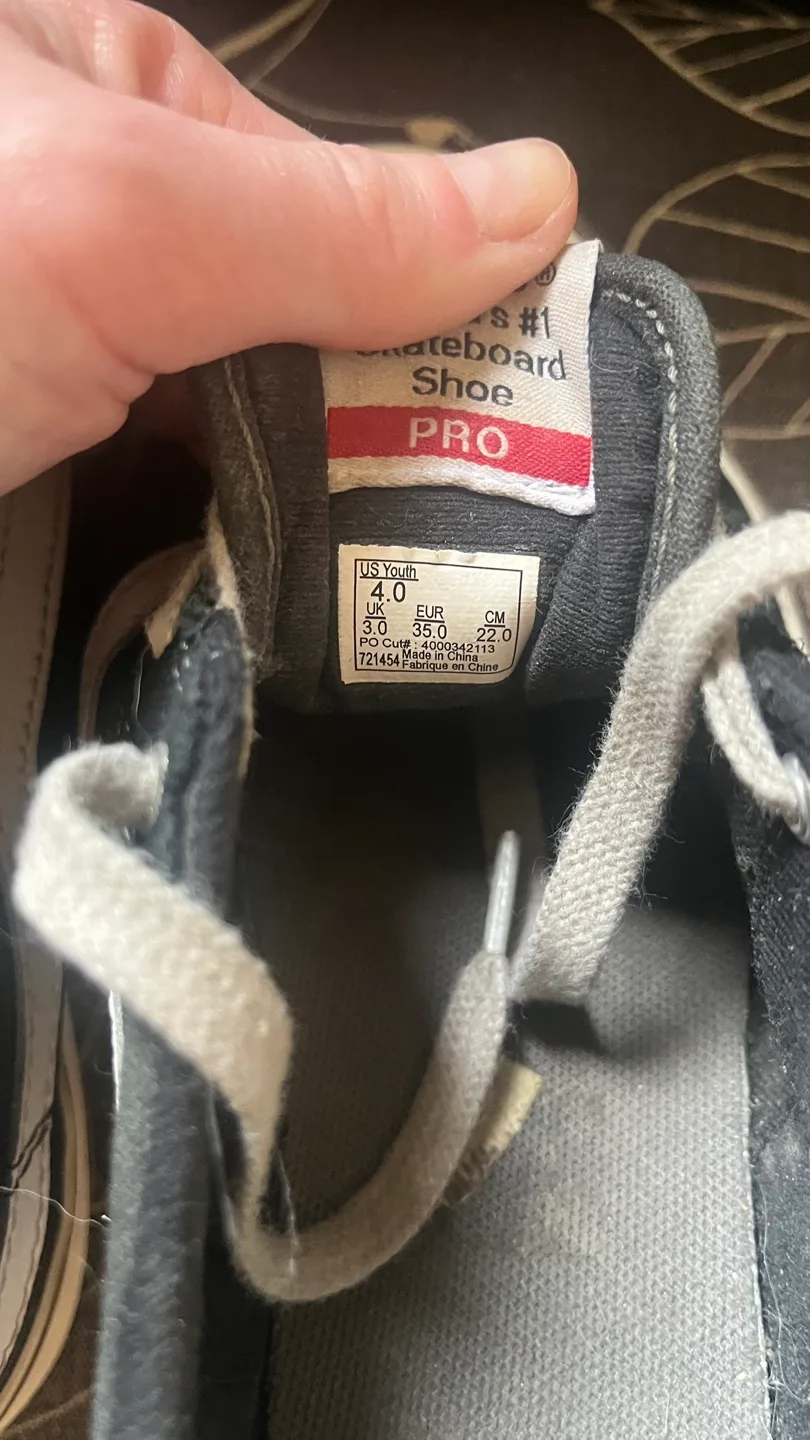 's #1
Skateboard
Shoe
PRO
US Youth
4.0
UK EUR CM
3.0 35.0 22.0
PO Cut# : 4000342113
721454 Made in China
Fabrique en Chine